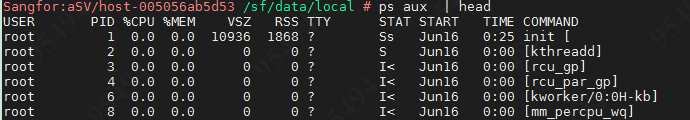 Sangfor:aSV/host-005056ab5d53 /sf/data/local # ps aux | head
USER PID %CPU %MEM VSZ RSS TTY STAT START TIME COMMAND
root 1 0.0 0.0 10936 1868 ? Ss Jun16 0:25 init [
root 2 0.0 0.0 0 0 ? S Jun16 0:00 [kthreadd]
root 3 0.0 0.0 0 0 ? I< Jun16 0:00 [rcu_gp]
root 4 0.0 0.0 0 0 ? I< Jun16 0:00 [rcu_par_gp]
root 6 0.0 0.0 0 0 ? I< Jun16 0:00 [kworker/0:0H-kb]
root 8 0.0 0.0 0 0 ? I< Jun16 0:00 [mm_percpu_wq]